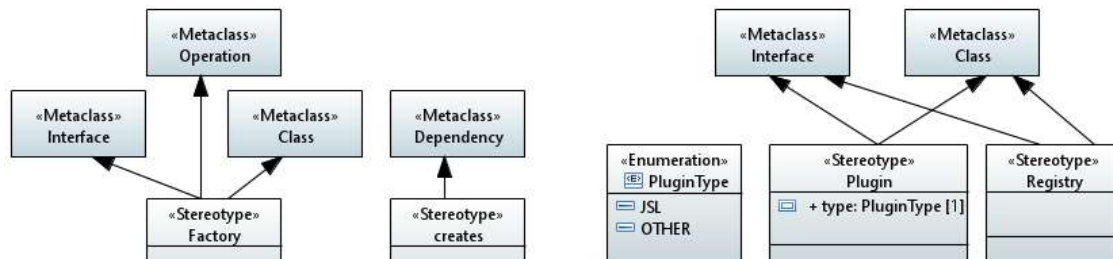 «Metaclass»
Operation
«Metaclass»
Interface
«Metaclass»
Class
«Metaclass»
Dependency
«Stereotype»
Factory
«Stereotype»
creates
«Metaclass»
Interface
«Metaclass»
Class
«Enumeration»
<E> PluginType
JSL
OTHER
«Stereotype»
Plugin
+ type: PluginType [1]
«Stereotype»
Registry